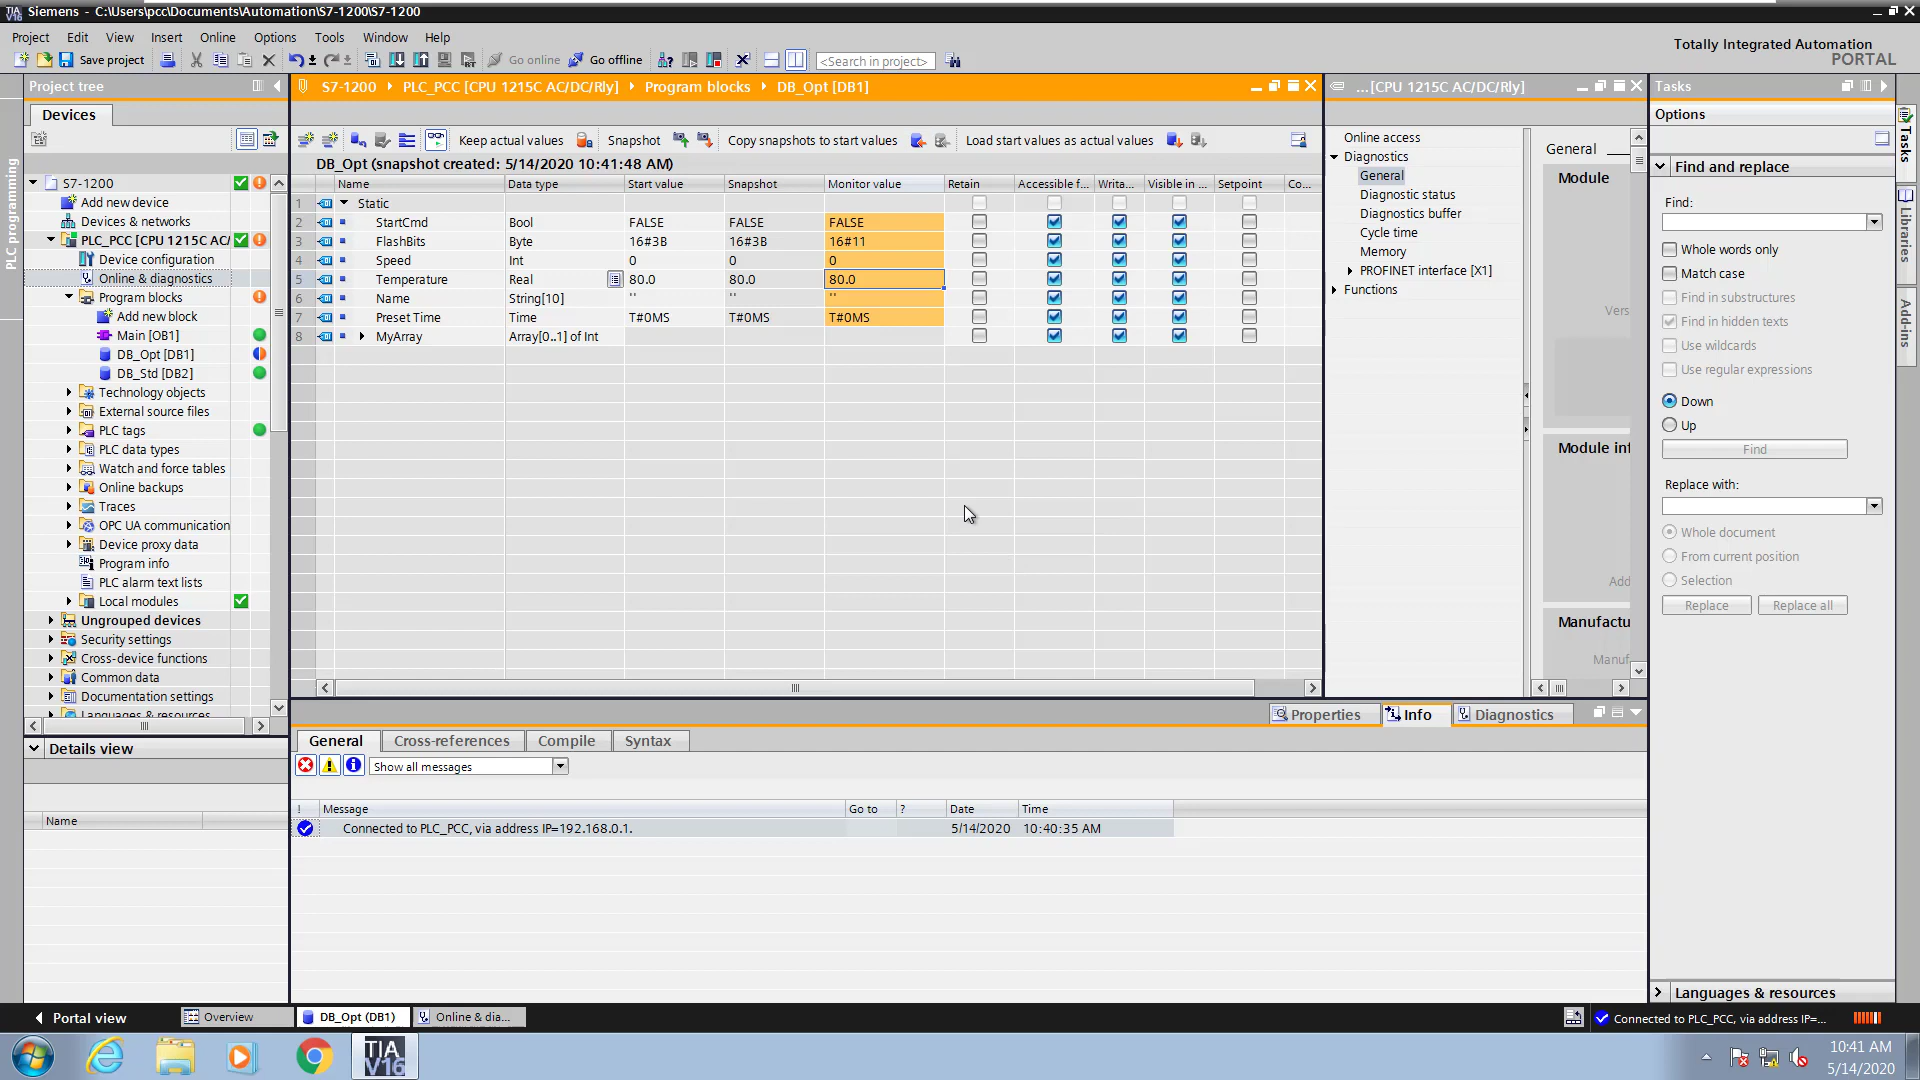 Siemens - C:\Users\pcc\Documents\Automation\S7-1200\S7-1200
Project Edit View Insert Online Options Tools Window Help
Totally Integrated Automation
PORTAL
Save project Go online Go offline <Search in project>
Project tree
Devices
PLC programming
S7-1200
Add new device
Devices & networks
PLC_PCC [CPU 1215C AC/
Device configuration
Online & diagnostics
Program blocks
Add new block
Main [OB1]
DB_Opt [DB1]
DB_Std [DB2]
Technology objects
External source files
PLC tags
PLC data types
Watch and force tables
Online backups
Traces
OPC UA communication
Device proxy data
Program info
PLC alarm text lists
Local modules
Ungrouped devices
Security settings
Cross-device functions
Common data
Documentation settings
Languages & resources
Details view
Name
S7-1200 PLC_PCC [CPU 1215C AC/DC/Rly] Program blocks DB_Opt [DB1]
Keep actual values Snapshot Copy snapshots to start values Load start values as actual values
DB_Opt (snapshot created: 5/14/2020 10:41:48 AM)
Name Data type Start value Snapshot Monitor value Retain Accessible f... Writa... Visible in ... Setpoint Co...
1 Static
2 StartCmd Bool FALSE FALSE FALSE
3 FlashBits Byte 16#3B 16#3B 16#11
4 Speed Int 0 0 0
5 Temperature Real 80.0 80.0 80.0
6 Name String[10] '' '' ''
7 Preset Time Time T#0MS T#0MS T#0MS
8 MyArray Array[0..1] of Int
...[CPU 1215C AC/DC/Rly]
Online access
Diagnostics
General
Diagnostic status
Diagnostics buffer
Cycle time
Memory
PROFINET interface [X1]
Functions
General
Module
Vers
Module inf
Add
Manufactu
Manuf
Properties Info Diagnostics
General Cross-references Compile Syntax
Show all messages
! Message Go to ? Date Time
Connected to PLC_PCC, via address IP=192.168.0.1. 5/14/2020 10:40:35 AM
Tasks
Options
Find and replace
Find:
Whole words only
Match case
Find in substructures
Find in hidden texts
Use wildcards
Use regular expressions
Down
Up
Find
Replace with:
Whole document
From current position
Selection
Replace Replace all
Languages & resources
Tasks
Libraries
Add-ins
Portal view Overview DB_Opt (DB1) Online & dia... Connected to PLC_PCC, via address IP=...
TIA
V16
10:41 AM
5/14/2020